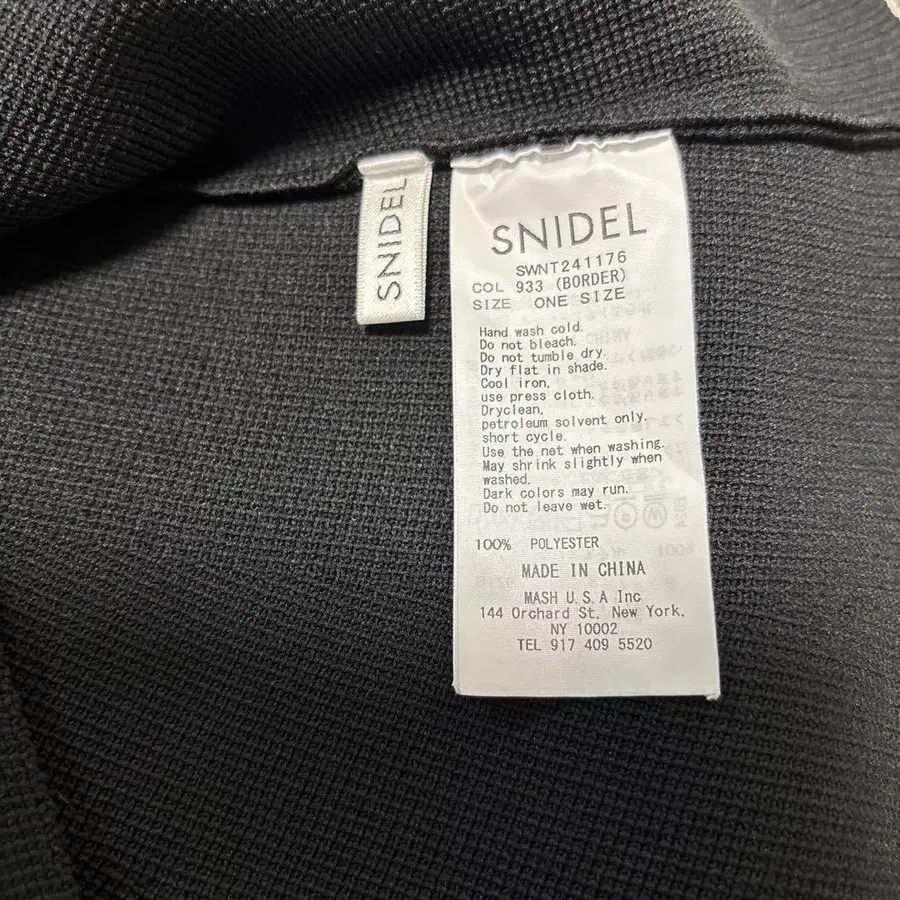 SNIDEL
SNIDEL
SWNT241176
COL 933 (BORDER)
SIZE ONE SIZE
Hand wash cold.
Do not bleach.
Do not tumble dry.
Dry flat in shade.
Cool iron,
use press cloth.
Dryclean,
petroleum solvent only.
short cycle.
Use the net when washing.
May shrink slightly when
washed.
Dark colors may run.
Do not leave wet.
100% POLYESTER
MADE IN CHINA
MASH U.S.A Inc
144 Orchard St, New York,
NY 10002
TEL 917 409 5520